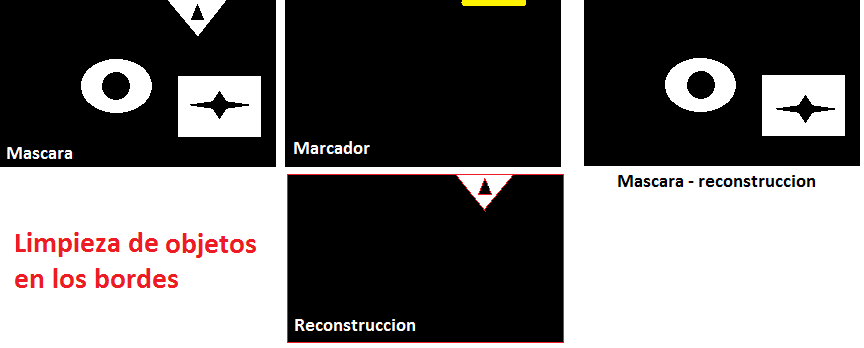 Mascara
Marcador
Mascara - reconstruccion
Limpieza de objetos
en los bordes
Reconstruccion